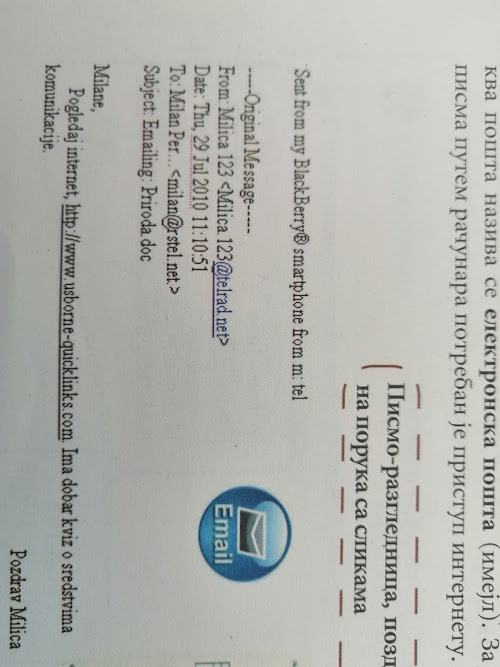 ква пошта назива се електронска пошта (имејл). За
писма путем рачунара потребан је приступ интернету
Писмо-разгледница, позд
на порука са сликама
Sent from my BlackBerry® smartphone from m: tel
-----Original Message-----
From: Milica 123 <Milica 123@telrad.net>
Date: Thu, 29 Jul 2010 11:10:51
To: Milan Per... <milan@rstel.net.>
Subject: Emailing: Priroda.doc
Email
Milane,
Pogledaj internet, http://www.usborne-quicklinks.com Ima dobar kviz o sredstvima
komunikacije.
Pozdrav Milica